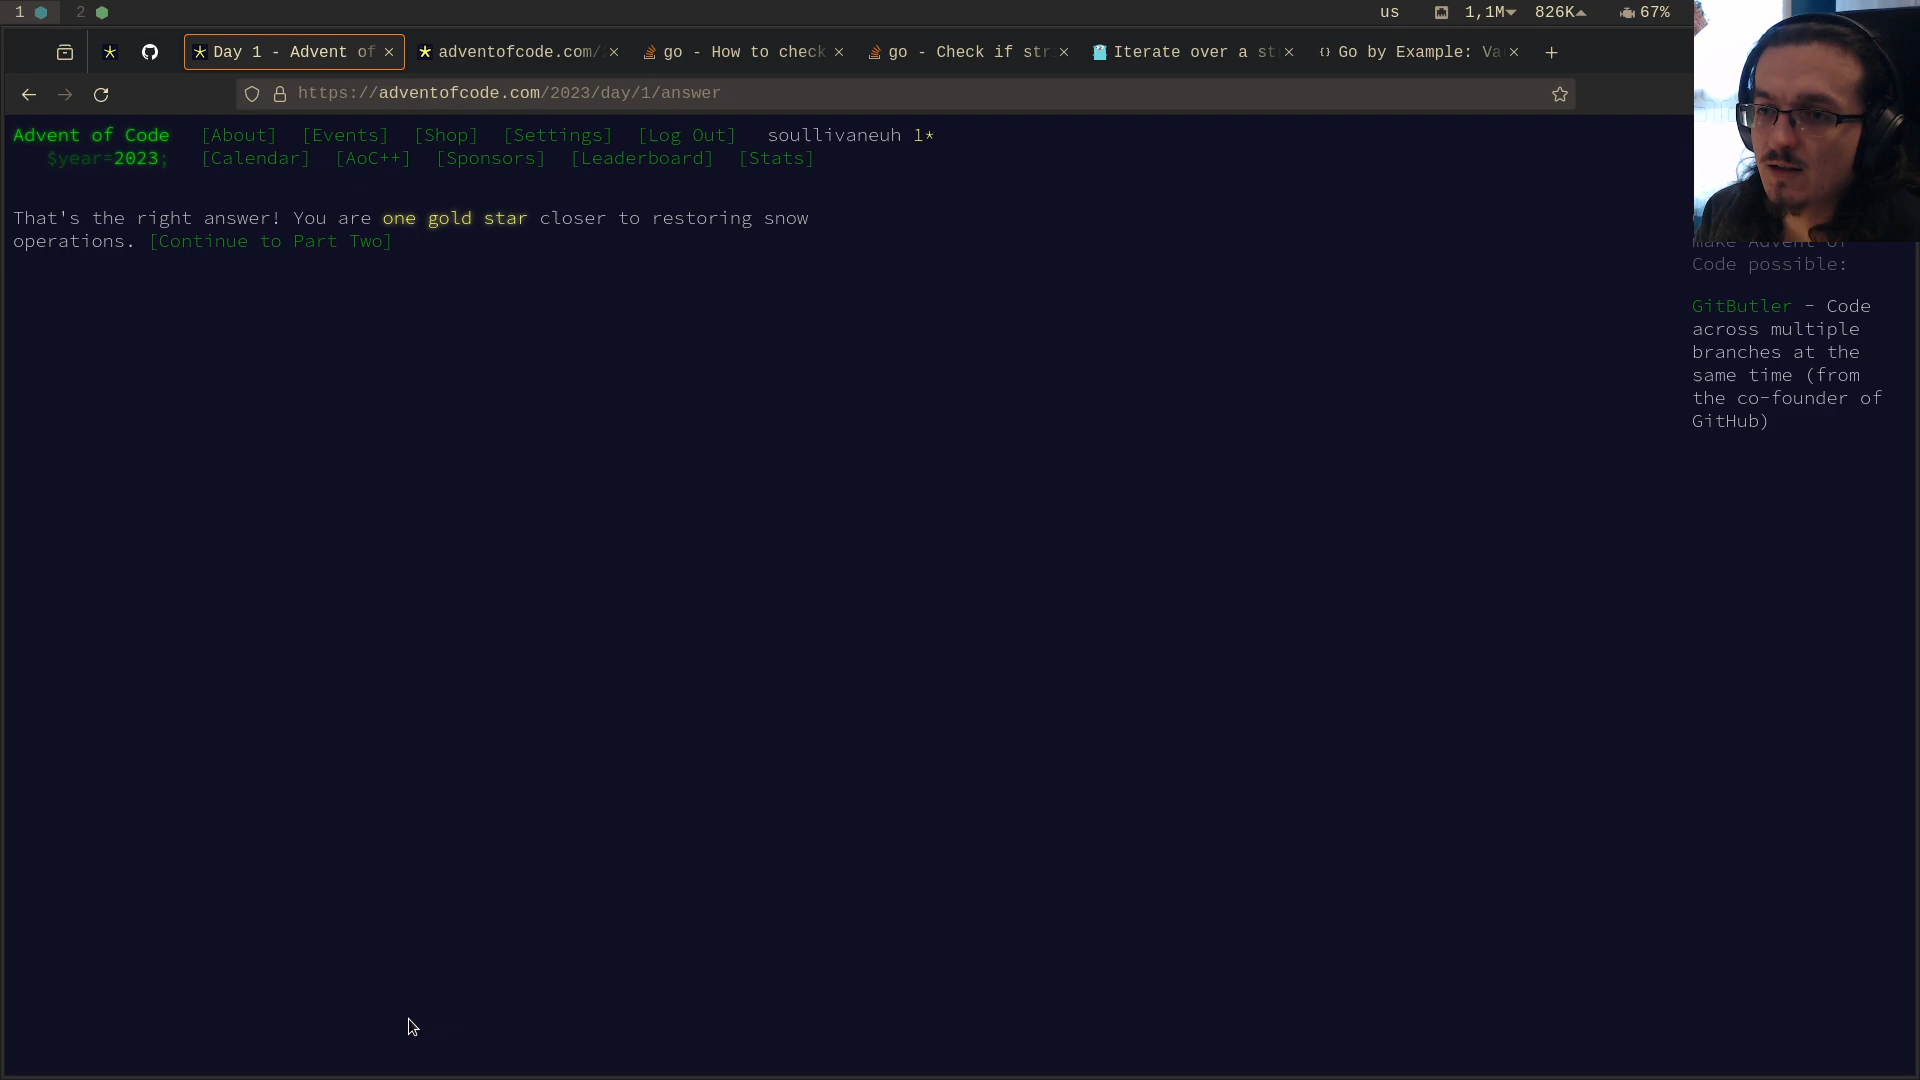 1 2 us 1,1M 826K 67%
Day 1 - Advent of adventofcode.com/ go - How to check go - Check if str Iterate over a st Go by Example: Va
https://adventofcode.com/2023/day/1/answer
Advent of Code [About] [Events] [Shop] [Settings] [Log Out] soullivaneuh 1*
$year=2023; [Calendar] [AoC++] [Sponsors] [Leaderboard] [Stats]
That's the right answer! You are one gold star closer to restoring snow
operations. [Continue to Part Two]
make Advent of
Code possible:
GitButler - Code
across multiple
branches at the
same time (from
the co-founder of
GitHub)